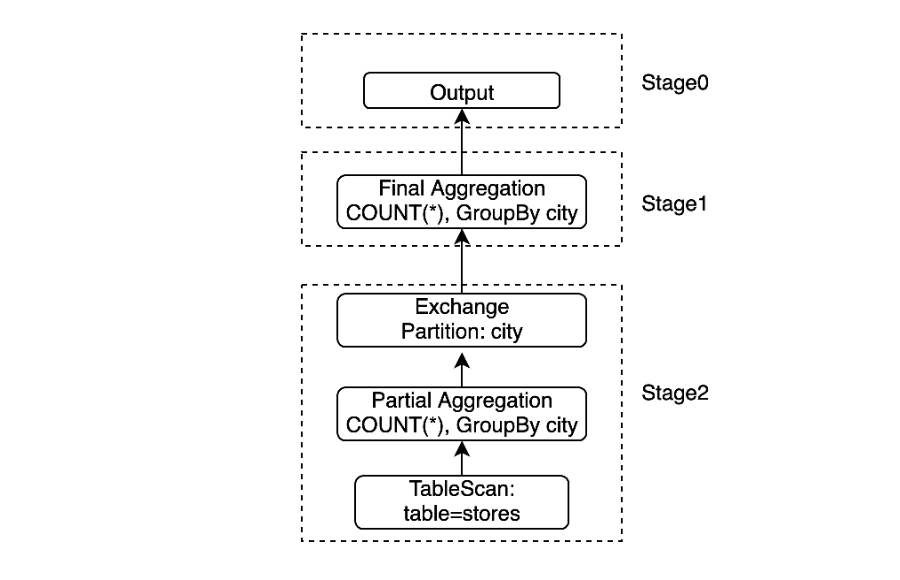 Output
Stage0
Final Aggregation
COUNT(*), GroupBy city
Stage1
Exchange
Partition: city
Partial Aggregation
COUNT(*), GroupBy city
Stage2
TableScan:
table=stores